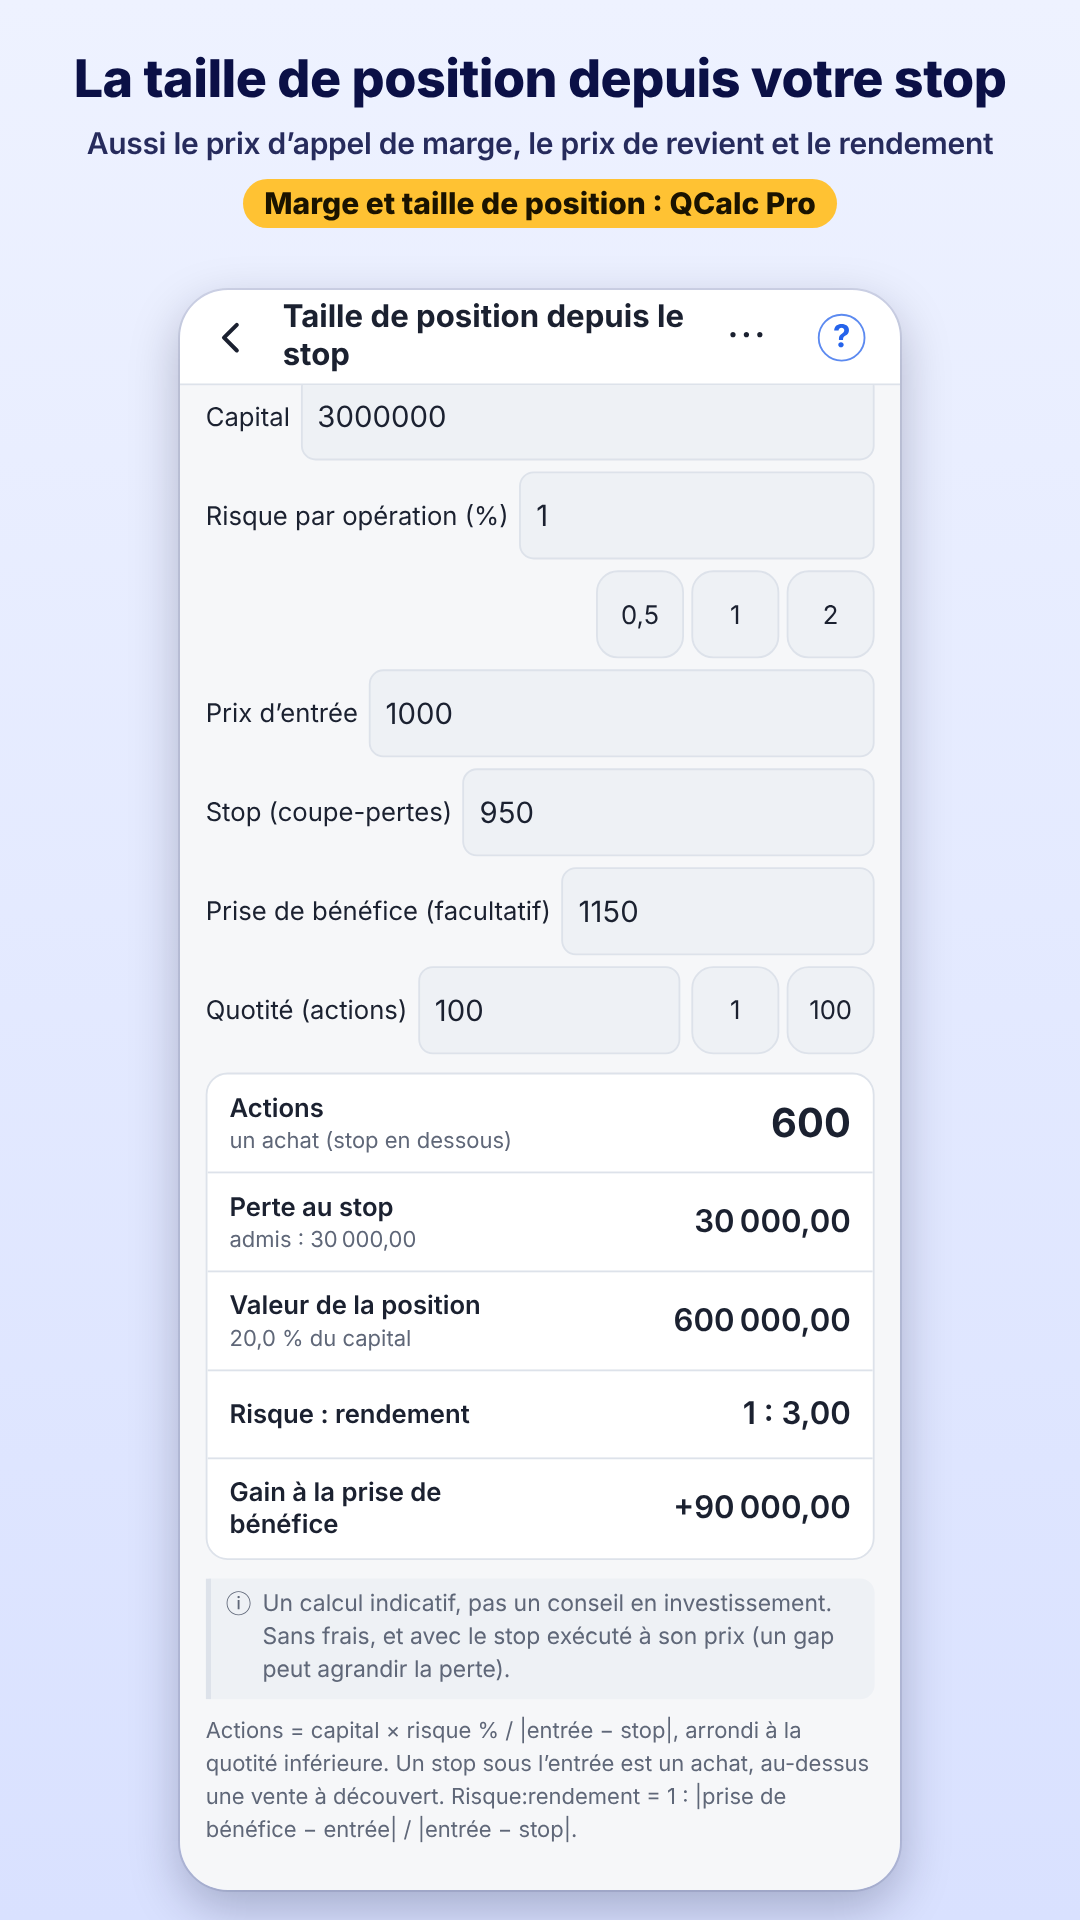 La taille de position depuis votre stop
Aussi le prix d’appel de marge, le prix de revient et le rendement
Marge et taille de position : QCalc Pro
Taille de position depuis le
stop
...
?
Capital 3000000
Risque par opération (%) 1
0,5 1 2
Prix d’entrée 1000
Stop (coupe-pertes) 950
Prise de bénéfice (facultatif) 1150
Quotité (actions) 100 1 100
Actions
un achat (stop en dessous)
600
Perte au stop
admis : 30 000,00
30 000,00
Valeur de la position
20,0 % du capital
600 000,00
Risque : rendement 1 : 3,00
Gain à la prise de
bénéfice
+90 000,00
ⓘ Un calcul indicatif, pas un conseil en investissement.
Sans frais, et avec le stop exécuté à son prix (un gap
peut agrandir la perte).
Actions = capital × risque % / |entrée − stop|, arrondi à la
quotité inférieure. Un stop sous l’entrée est un achat, au-dessus
une vente à découvert. Risque:rendement = 1 : |prise de
bénéfice − entrée| / |entrée − stop|.